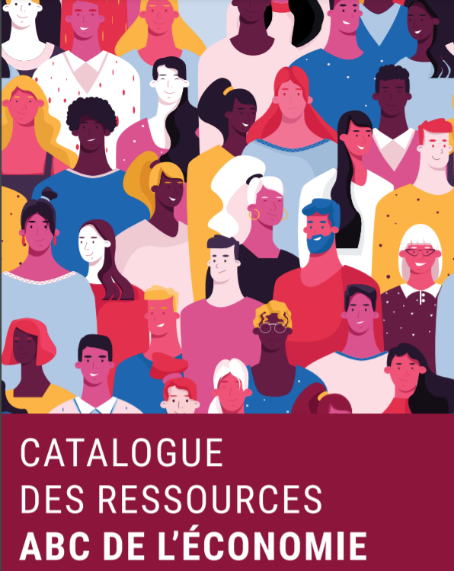 CATALOGUE
DES RESSOURCES
ABC DE L'ÉCONOMIE